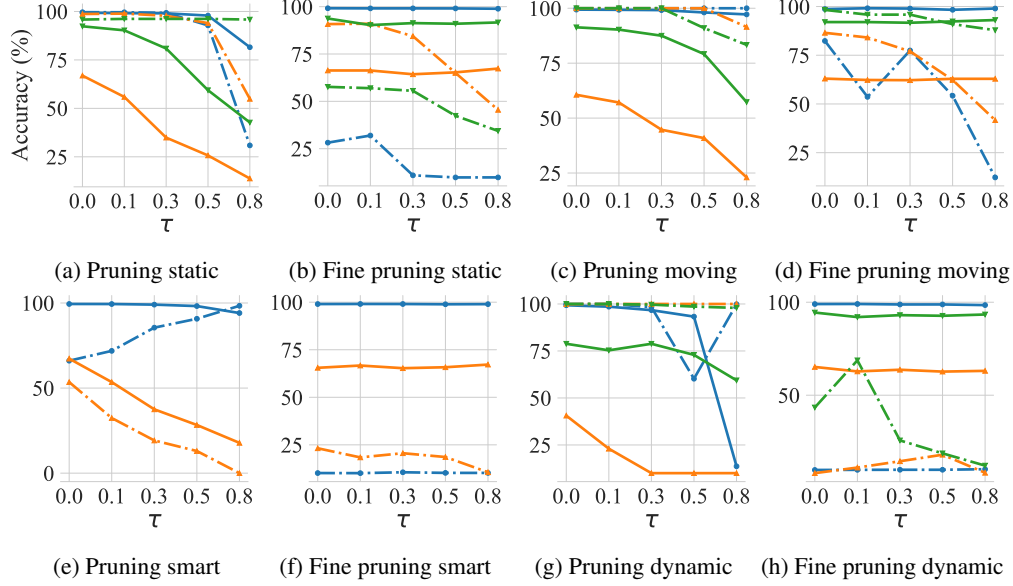 Accuracy (%)
100
75
50
25
0.0 0.1 0.3 0.5 0.8
τ
(a) Pruning static
100
75
50
25
0.0 0.1 0.3 0.5 0.8
τ
(b) Fine pruning static
100
75
50
25
0.0 0.1 0.3 0.5 0.8
τ
(c) Pruning moving
100
75
50
25
0.0 0.1 0.3 0.5 0.8
τ
(d) Fine pruning moving
100
50
0
0.0 0.1 0.3 0.5 0.8
τ
(e) Pruning smart
100
75
50
25
0.0 0.1 0.3 0.5 0.8
τ
(f) Fine pruning smart
100
75
50
25
0.0 0.1 0.3 0.5 0.8
τ
(g) Pruning dynamic
100
50
0.0 0.1 0.3 0.5 0.8
τ
(h) Fine pruning dynamic